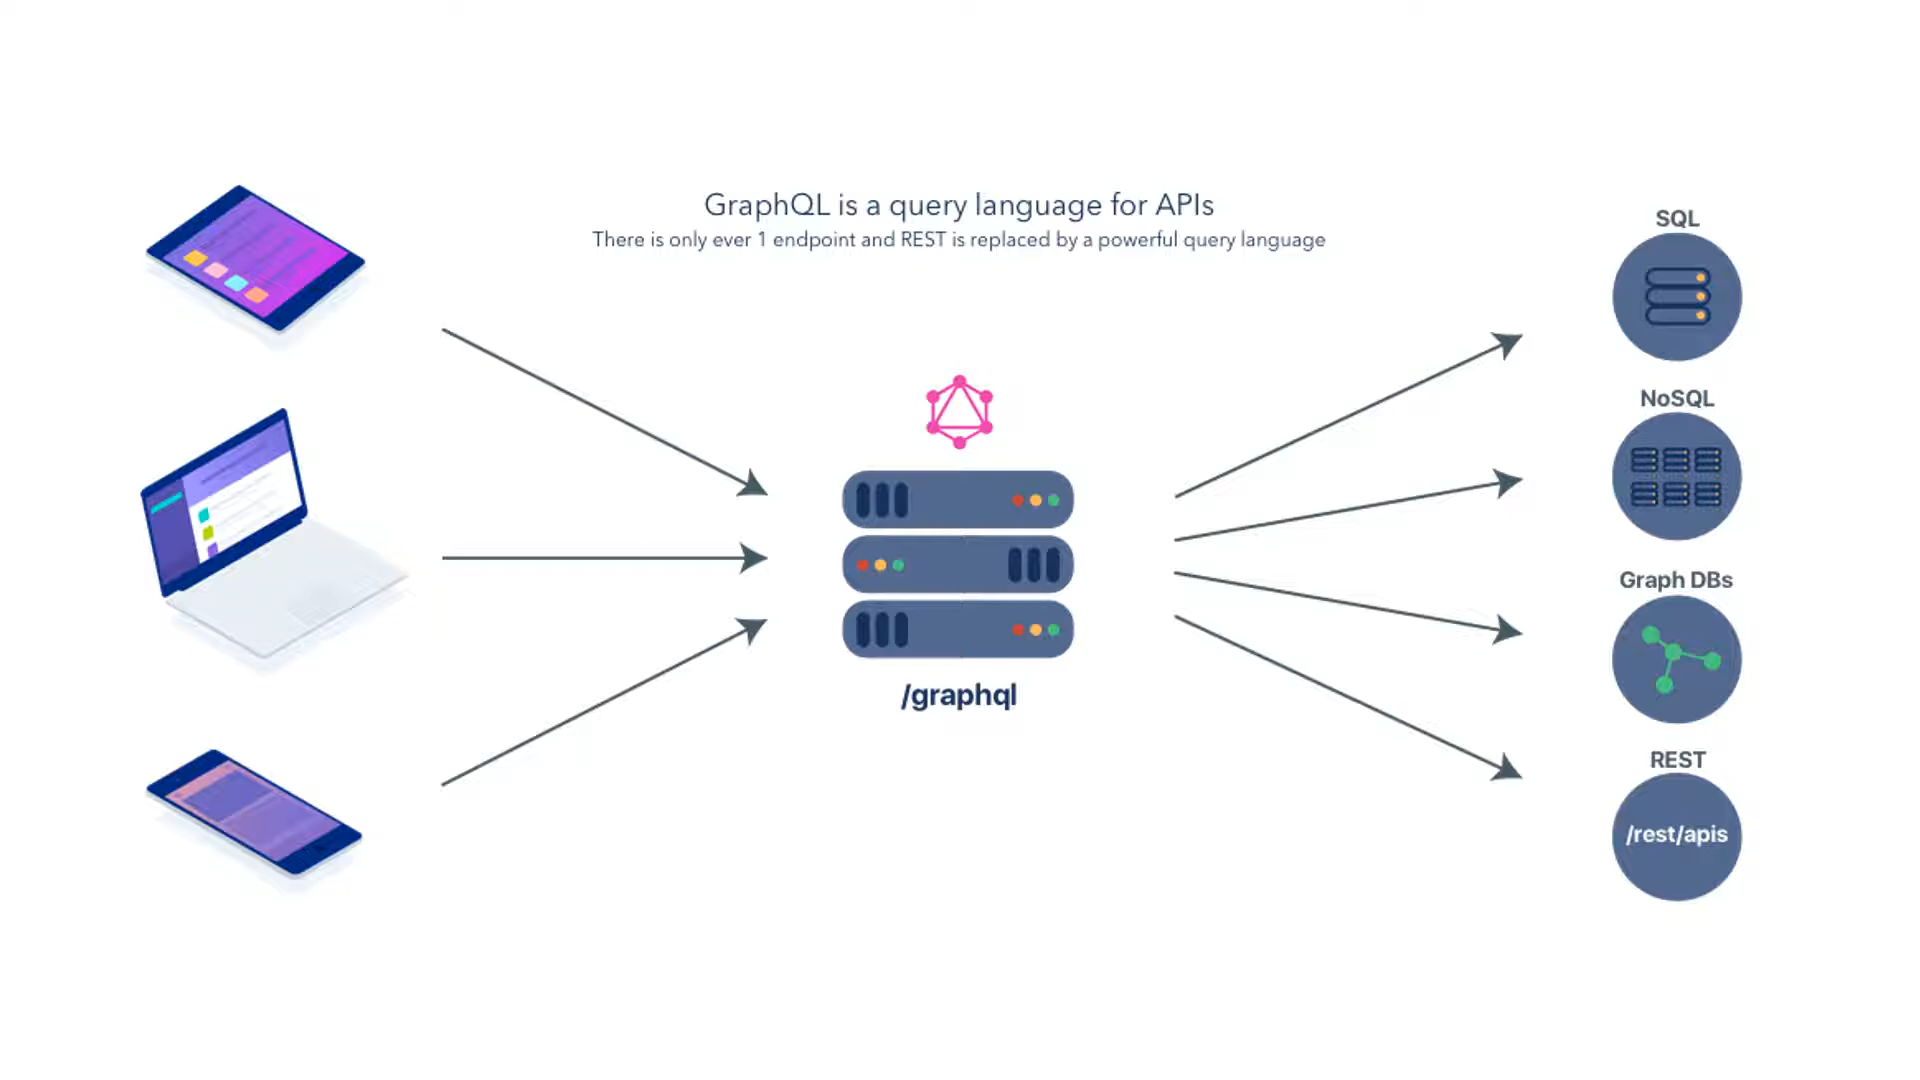 GraphQL is a query language for APIs
There is only ever 1 endpoint and REST is replaced by a powerful query language
/graphql
SQL
NoSQL
Graph DBs
REST
/rest/apis